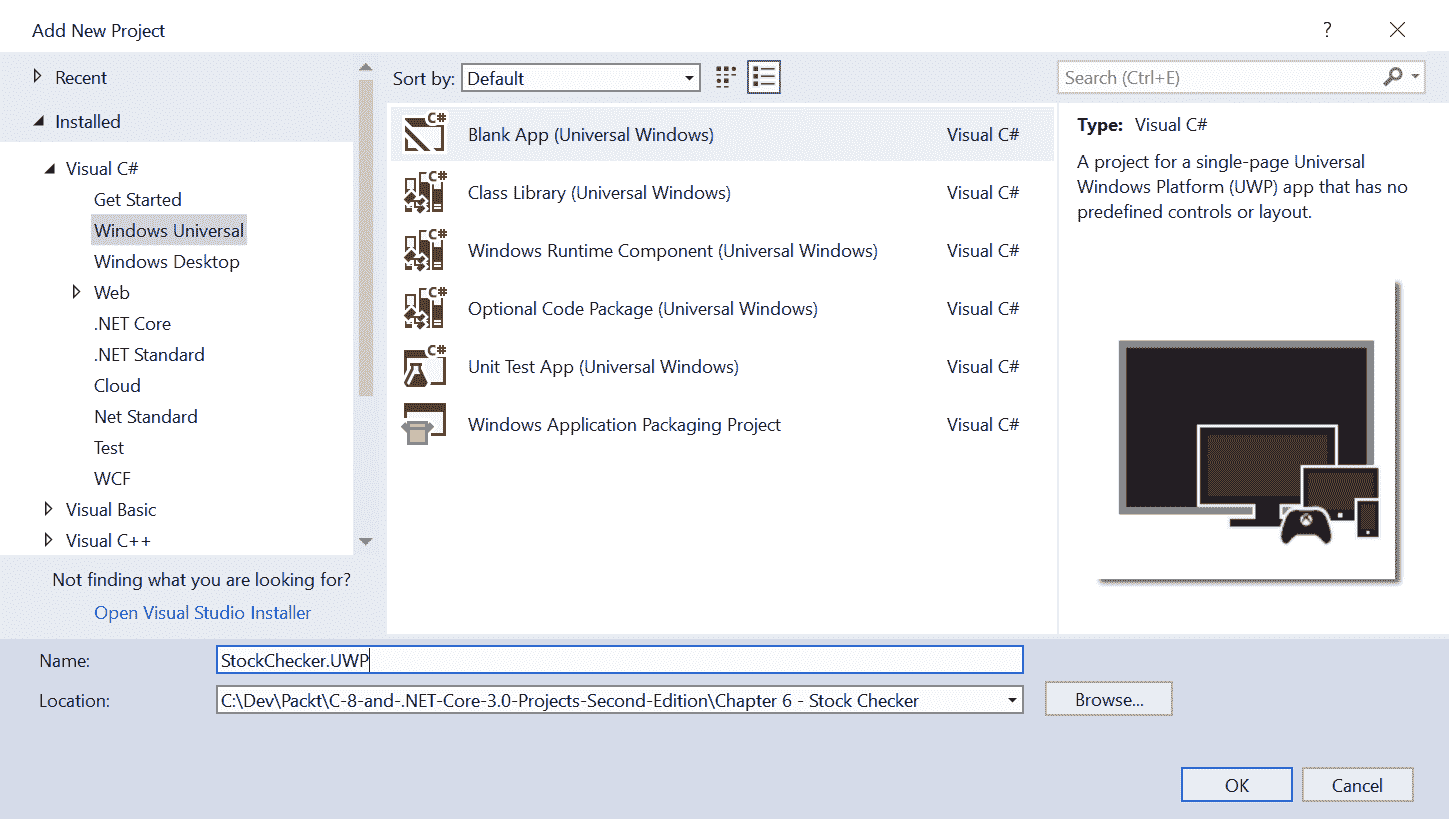 Add New Project
?
Recent
Installed
Visual C#
Get Started
Windows Universal
Windows Desktop
Web
.NET Core
.NET Standard
Cloud
Net Standard
Test
WCF
Visual Basic
Visual C++
Not finding what you are looking for?
Open Visual Studio Installer
Sort by: Default
C# Blank App (Universal Windows) Visual C#
C# Class Library (Universal Windows) Visual C#
C# Windows Runtime Component (Universal Windows) Visual C#
C# Optional Code Package (Universal Windows) Visual C#
C# Unit Test App (Universal Windows) Visual C#
Windows Application Packaging Project Visual C#
Search (Ctrl+E)
Type: Visual C#
A project for a single-page Universal
Windows Platform (UWP) app that has no
predefined controls or layout.
Name: StockChecker.UWP
Location: C:\Dev\Packt\C-8-and-.NET-Core-3.0-Projects-Second-Edition\Chapter 6 - Stock Checker
Browse...
OK Cancel